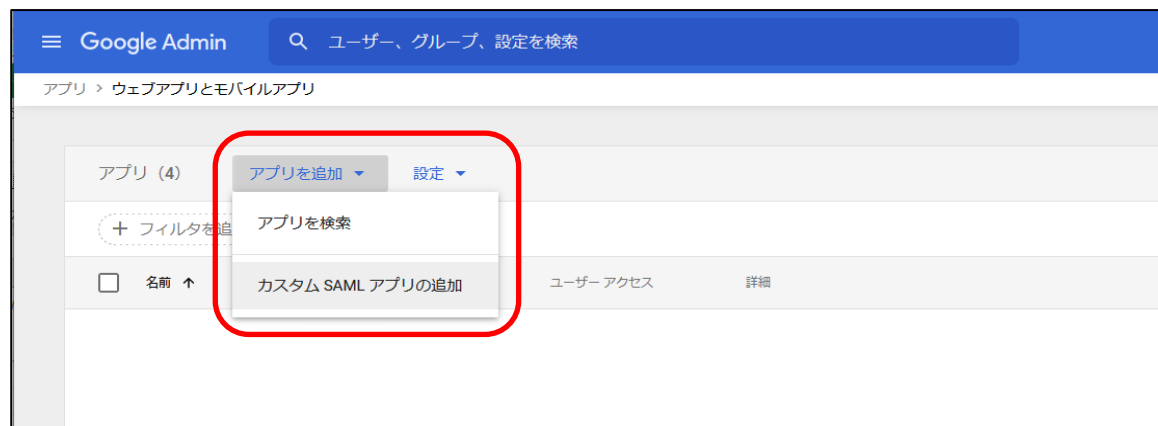 Google Admin
ユーザー、グループ、設定を検索
アプリ > ウェブアプリとモバイルアプリ
アプリ (4)
アプリを追加
設定
フィルタを追
アプリを検索
名前
カスタム SAML アプリの追加
ユーザー アクセス
詳細